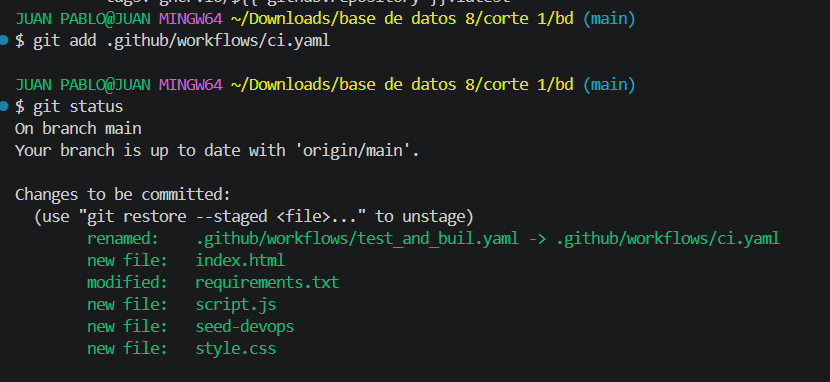 JUAN PABLO@JUAN MINGW64 ~/Downloads/base de datos 8/corte 1/bd (main)
$ git add .github/workflows/ci.yaml
JUAN PABLO@JUAN MINGW64 ~/Downloads/base de datos 8/corte 1/bd (main)
$ git status
On branch main
Your branch is up to date with 'origin/main'.
Changes to be committed:
(use "git restore --staged <file>..." to unstage)
renamed: .github/workflows/test_and_buil.yaml -> .github/workflows/ci.yaml
new file: index.html
modified: requirements.txt
new file: script.js
new file: seed-devops
new file: style.css